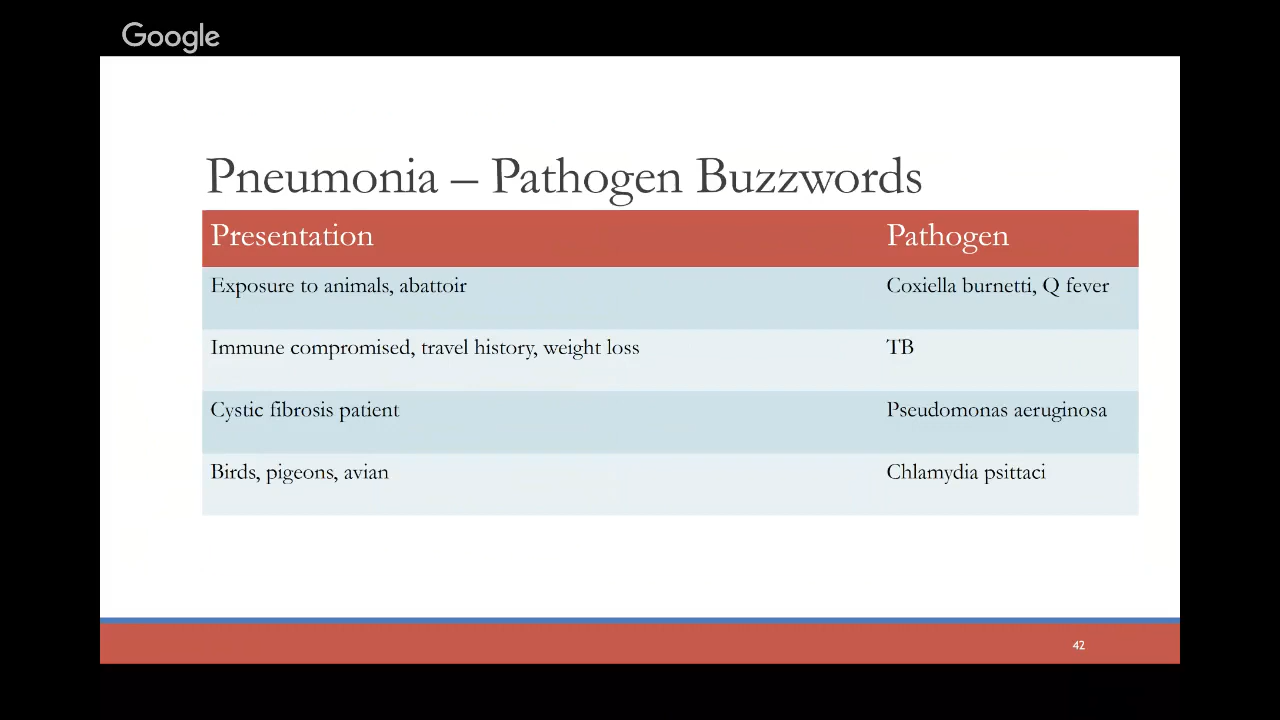 Google
Pneumonia – Pathogen Buzzwords
Presentation Pathogen
Exposure to animals, abattoir Coxiella burnetti, Q fever
Immune compromised, travel history, weight loss TB
Cystic fibrosis patient Pseudomonas aeruginosa
Birds, pigeons, avian Chlamydia psittaci
42